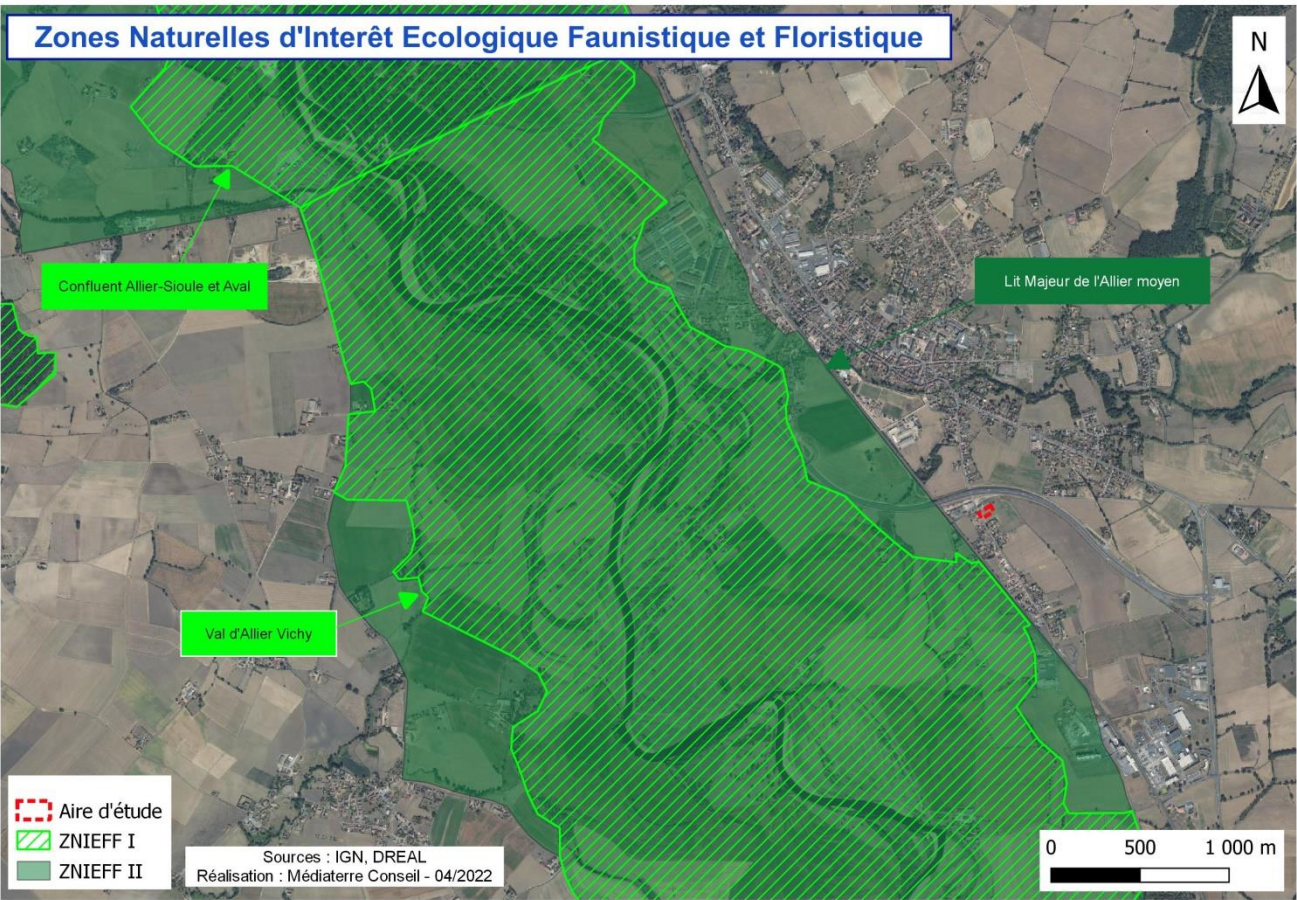 Zones Naturelles d'Interêt Ecologique Faunistique et Floristique
N
Confluent Allier-Sioule et Aval
Lit Majeur de l'Allier moyen
Val d'Allier Vichy
Aire d'étude
ZNIEFF I
ZNIEFF II
Sources : IGN, DREAL
Réalisation : Médiaterre Conseil - 04/2022
0 500 1 000 m